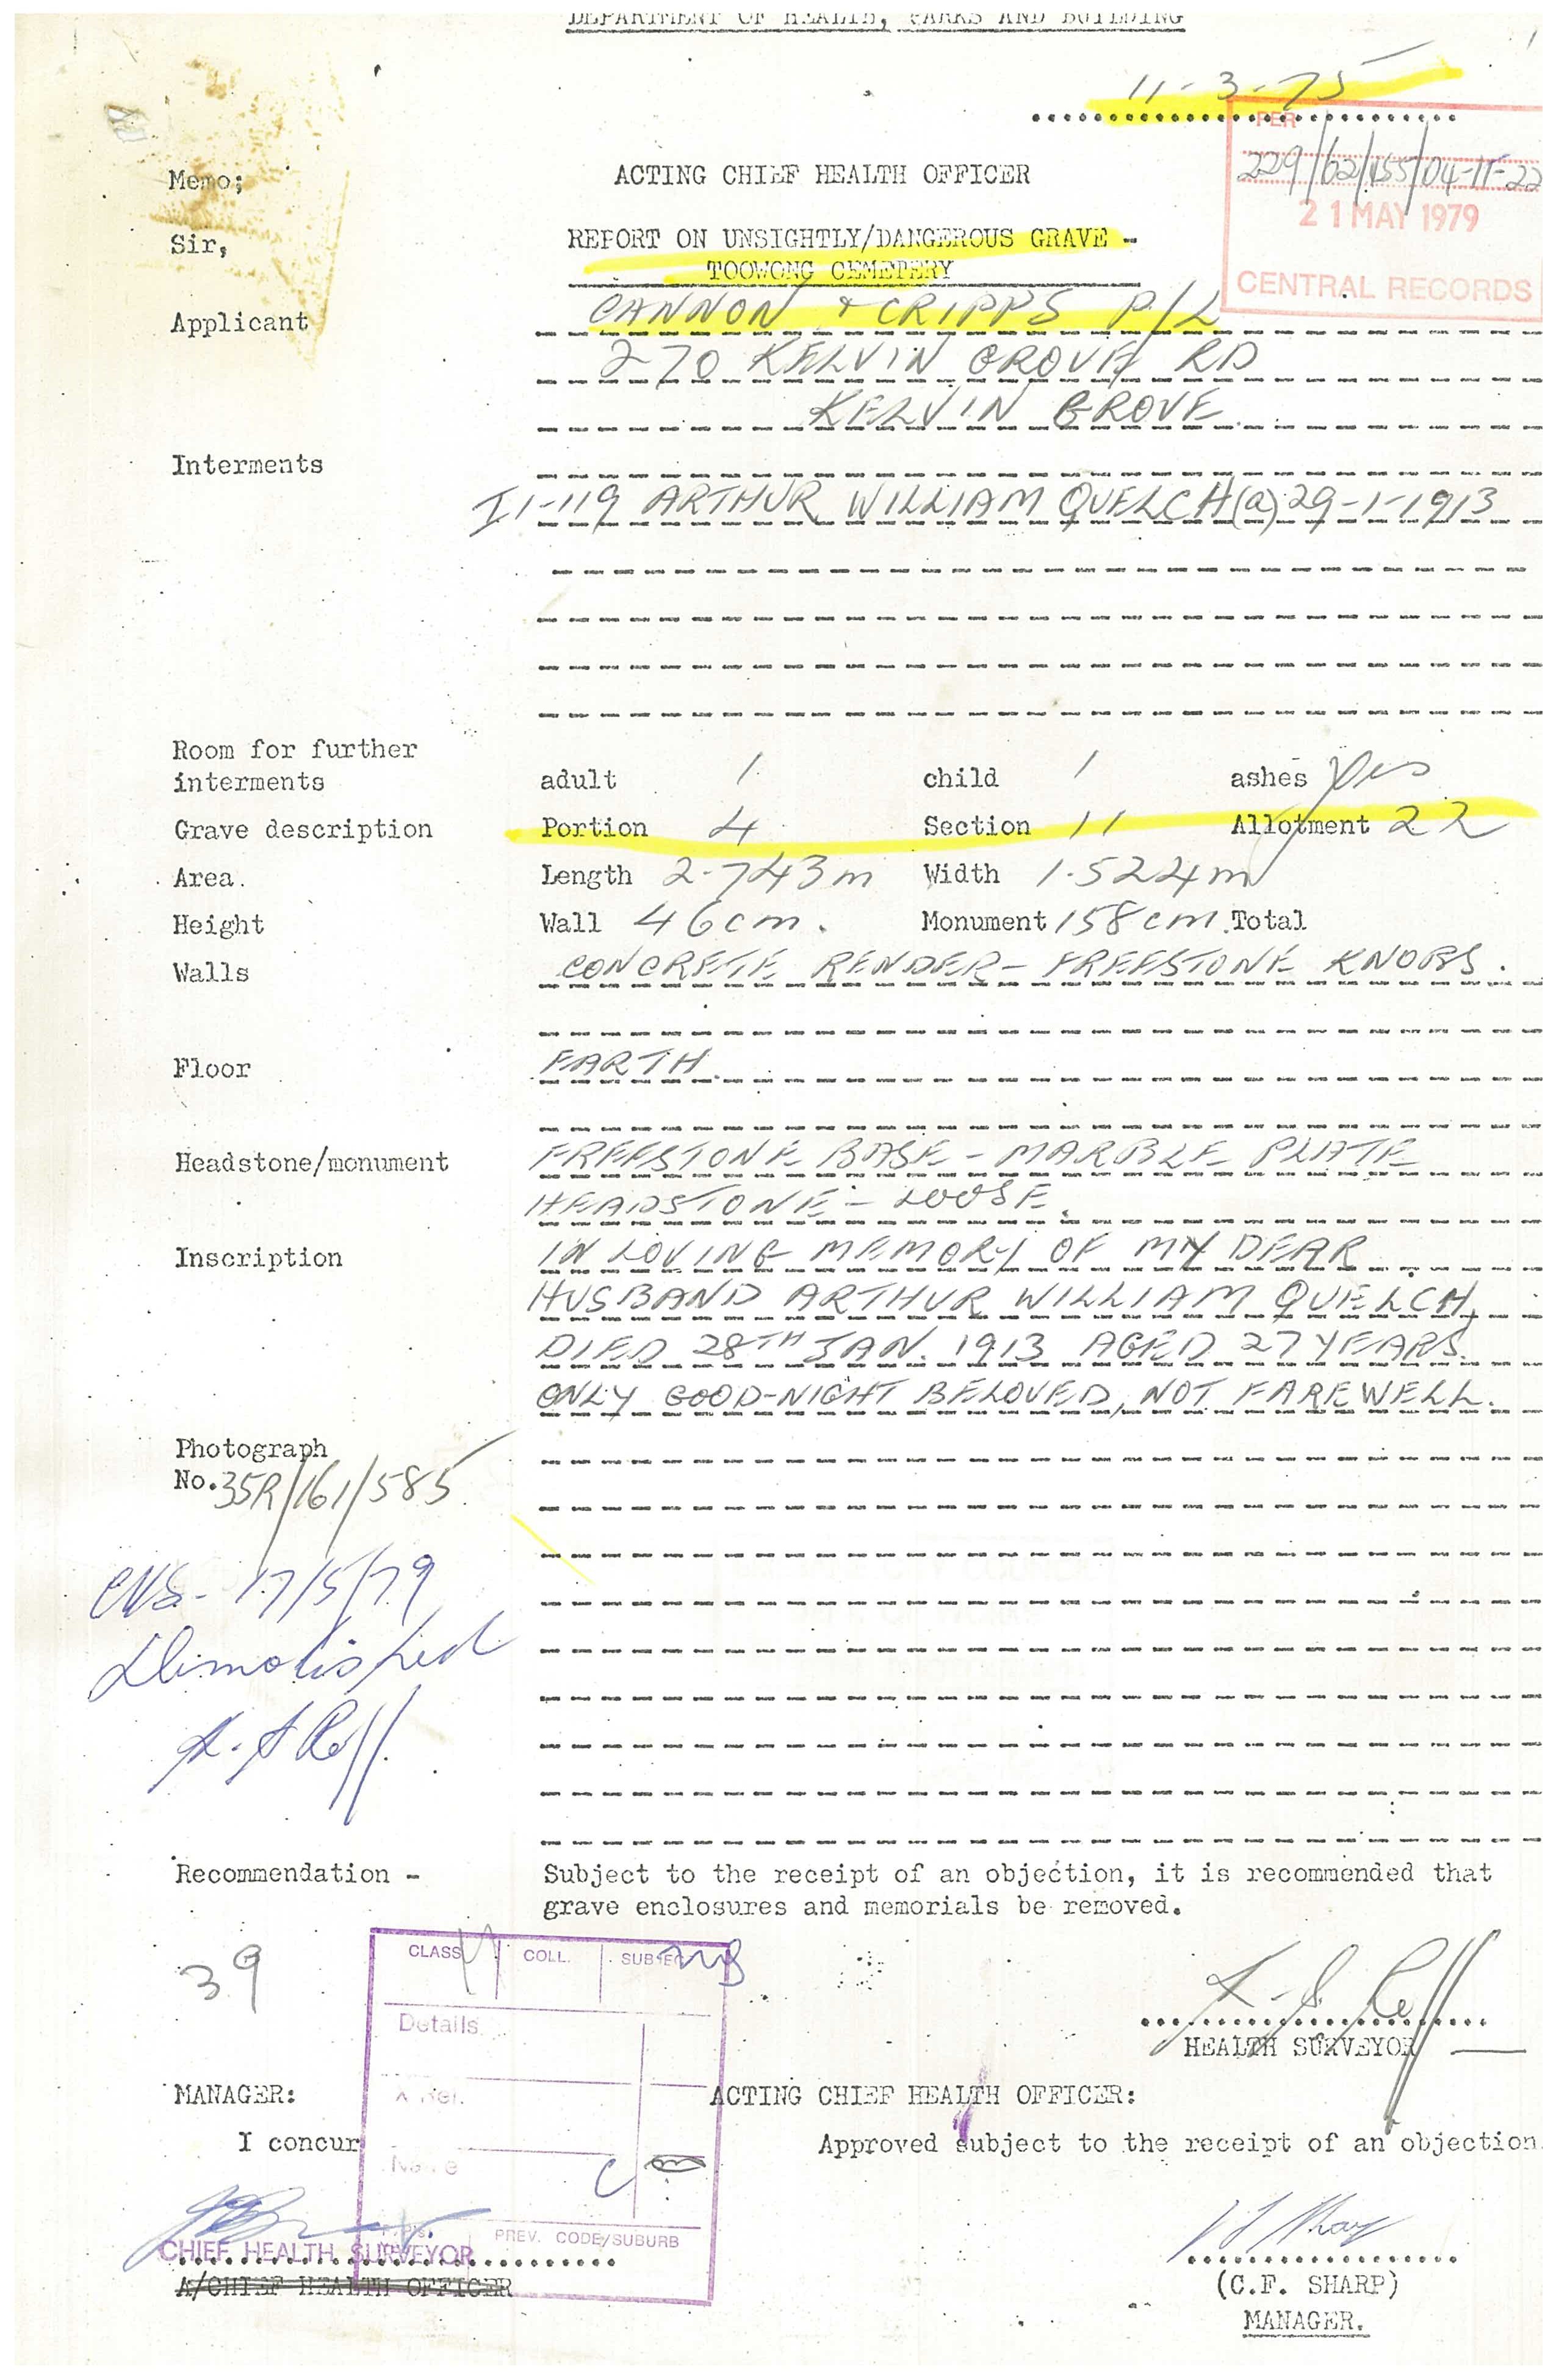 DEPARTMENT OF HEALTH, PARKS AND BUILDING
11-3-75
PER
229/62/455/04-11-22
21 MAY 1979
CENTRAL RECORDS
Memo;
ACTING CHIEF HEALTH OFFICER
Sir,
REPORT ON UNSIGHTLY/DANGEROUS GRAVE -
TOOWONG CEMETERY
Applicant CANNON & CRIPPS P/L
270 KELVIN GROVE RD
KELVIN GROVE
Interments
I1-119 ARTHUR WILLIAM QUELCH (a) 29-1-1913
Room for further
interments adult 1 child 1 ashes yes
Grave description Portion 4 Section 11 Allotment 22
Area. Length 2.743m Width 1.524m
Height Wall 46cm. Monument 158cm. Total
Walls CONCRETE RENDER - FREESTONE KNOBS.
Floor EARTH.
Headstone/monument FREESTONE BASE - MARBLE PLATE
HEADSTONE - LOOSE.
Inscription IN LOVING MEMORY OF MY DEAR
HUSBAND ARTHUR WILLIAM QUELCH,
DIED 28TH JAN. 1913 AGED 27 YEARS.
ONLY GOOD-NIGHT BELOVED, NOT FAREWELL.
Photograph
No. 35R/161/585
17/5/79
Demolished
Recommendation - Subject to the receipt of an objection, it is recommended that
grave enclosures and memorials be removed.
39
CLASS COLL. SUBJECT
Details
X Ref.
Name
PREV. CODE/SUBURB
HEALTH SURVEYOR
MANAGER: ACTING CHIEF HEALTH OFFICER:
I concur Approved subject to the receipt of an objection.
CHIEF HEALTH SURVEYOR
A/CHIEF HEALTH OFFICER
(C.F. SHARP)
MANAGER.